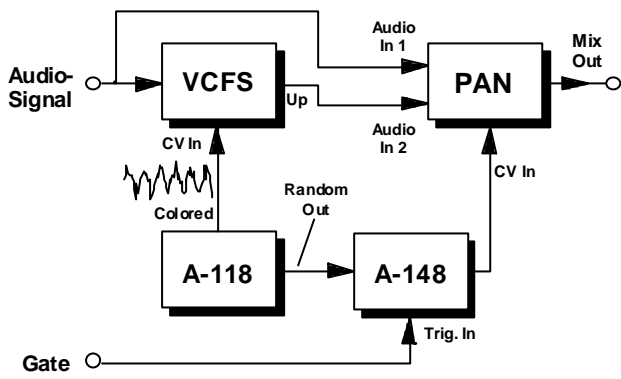 Audio
In 1
Mix
Out
Audio-
Signal
VCFS
PAN
Up
Audio
In 2
CV In
CV In
Colored
Random
Out
A-118
A-148
Trig. In
Gate